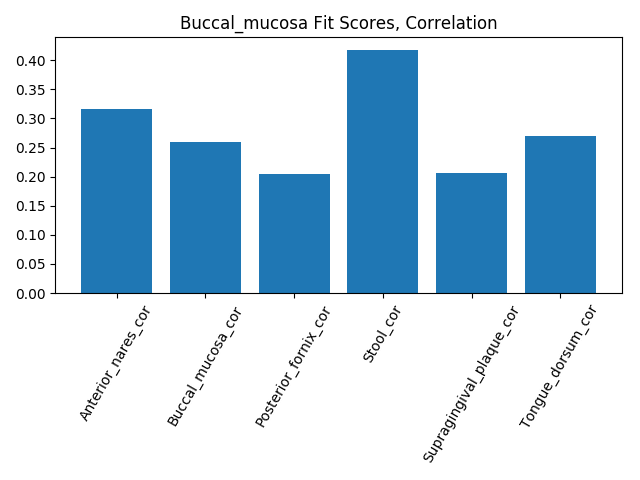 Buccal_mucosa Fit Scores, Correlation
0.40
0.35
0.30
0.25
0.20
0.15
0.10
0.05
0.00
Anterior_nares_cor
Buccal_mucosa_cor
Posterior_fornix_cor
Stool_cor
Supragingival_plaque_cor
Tongue_dorsum_cor